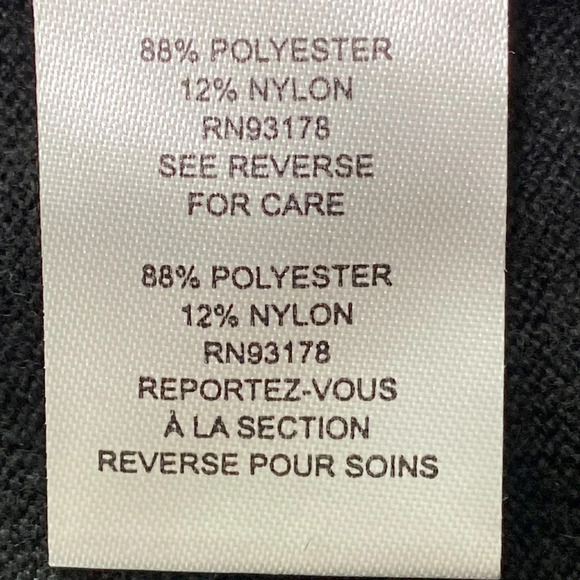 88% POLYESTER
12% NYLON
RN93178
SEE REVERSE
FOR CARE
88% POLYESTER
12% NYLON
RN93178
REPORTEZ-VOUS
À LA SECTION
REVERSE POUR SOINS